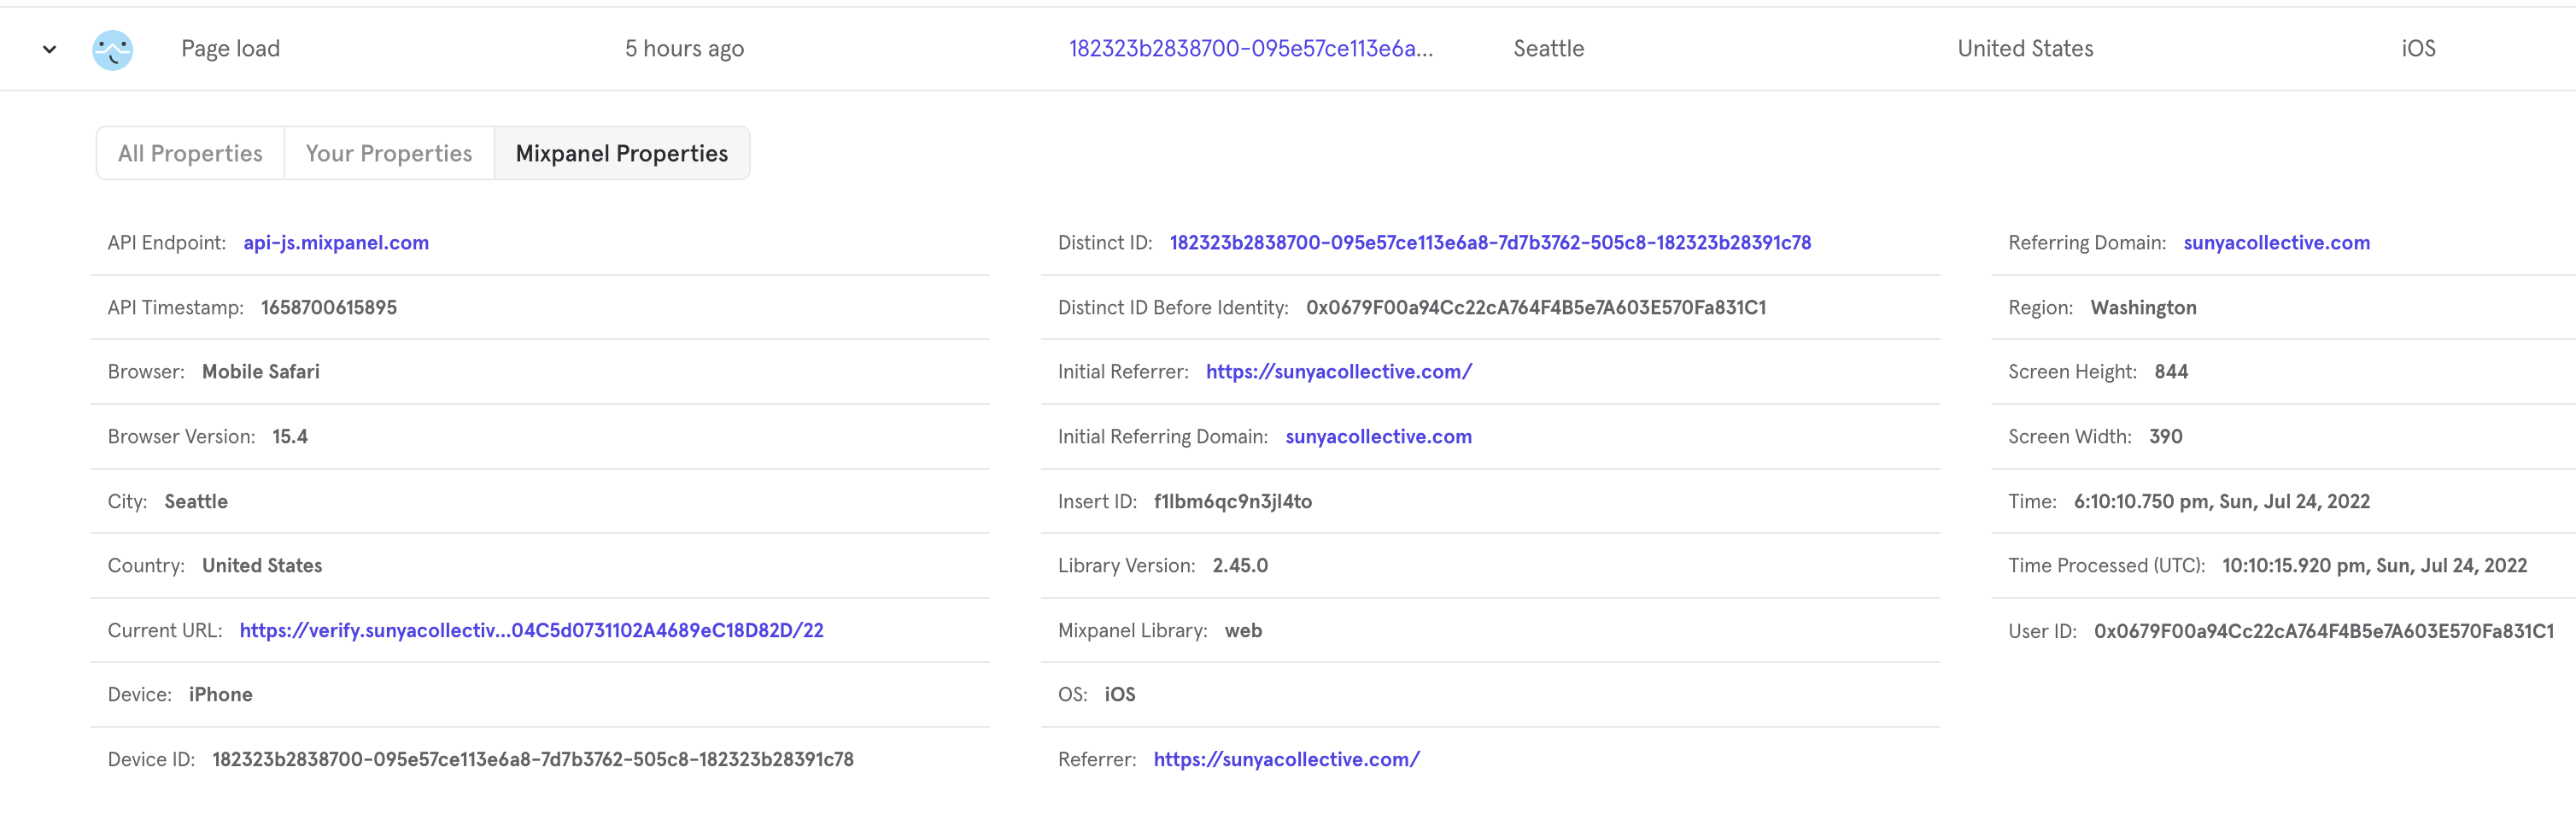 Page load 5 hours ago 182323b2838700-095e57ce113e6a... Seattle United States iOS
All Properties Your Properties Mixpanel Properties
API Endpoint: api-js.mixpanel.com
API Timestamp: 1658700615895
Browser: Mobile Safari
Browser Version: 15.4
City: Seattle
Country: United States
Current URL: https://verify.sunyacollectiv...04C5d0731102A4689eC18D82D/22
Device: iPhone
Device ID: 182323b2838700-095e57ce113e6a8-7d7b3762-505c8-182323b28391c78
Distinct ID: 182323b2838700-095e57ce113e6a8-7d7b3762-505c8-182323b28391c78
Distinct ID Before Identity: 0x0679F00a94Cc22cA764F4B5e7A603E570Fa831C1
Initial Referrer: https://sunyacollective.com/
Initial Referring Domain: sunyacollective.com
Insert ID: f1lbm6qc9n3jl4to
Library Version: 2.45.0
Mixpanel Library: web
OS: iOS
Referrer: https://sunyacollective.com/
Referring Domain: sunyacollective.com
Region: Washington
Screen Height: 844
Screen Width: 390
Time: 6:10:10.750 pm, Sun, Jul 24, 2022
Time Processed (UTC): 10:10:15.920 pm, Sun, Jul 24, 2022
User ID: 0x0679F00a94Cc22cA764F4B5e7A603E570Fa831C1